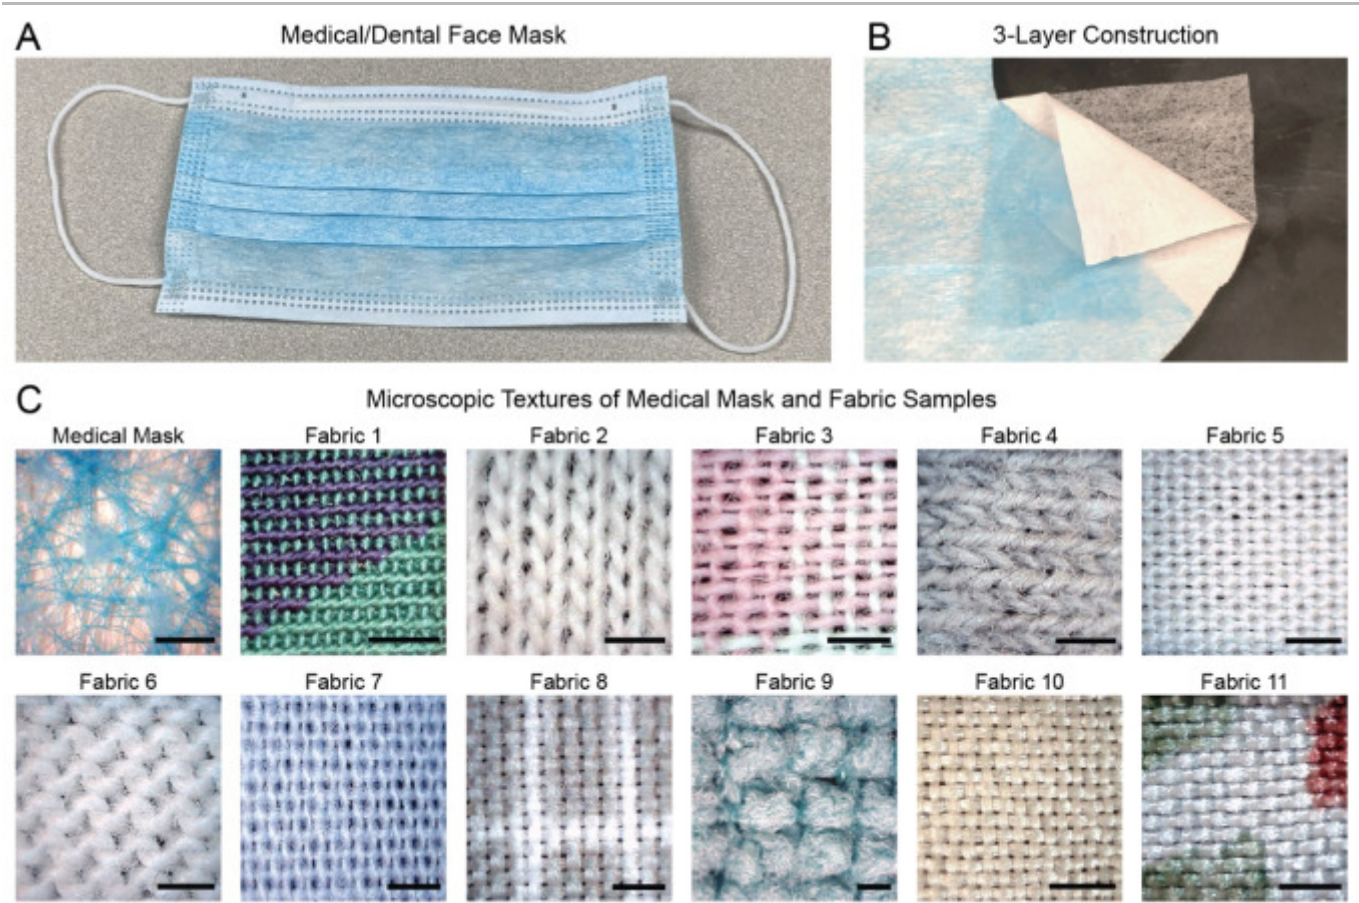 A
Medical/Dental Face Mask
B
3-Layer Construction
C
Microscopic Textures of Medical Mask and Fabric Samples
Medical Mask
Fabric 1
Fabric 2
Fabric 3
Fabric 4
Fabric 5
Fabric 6
Fabric 7
Fabric 8
Fabric 9
Fabric 10
Fabric 11